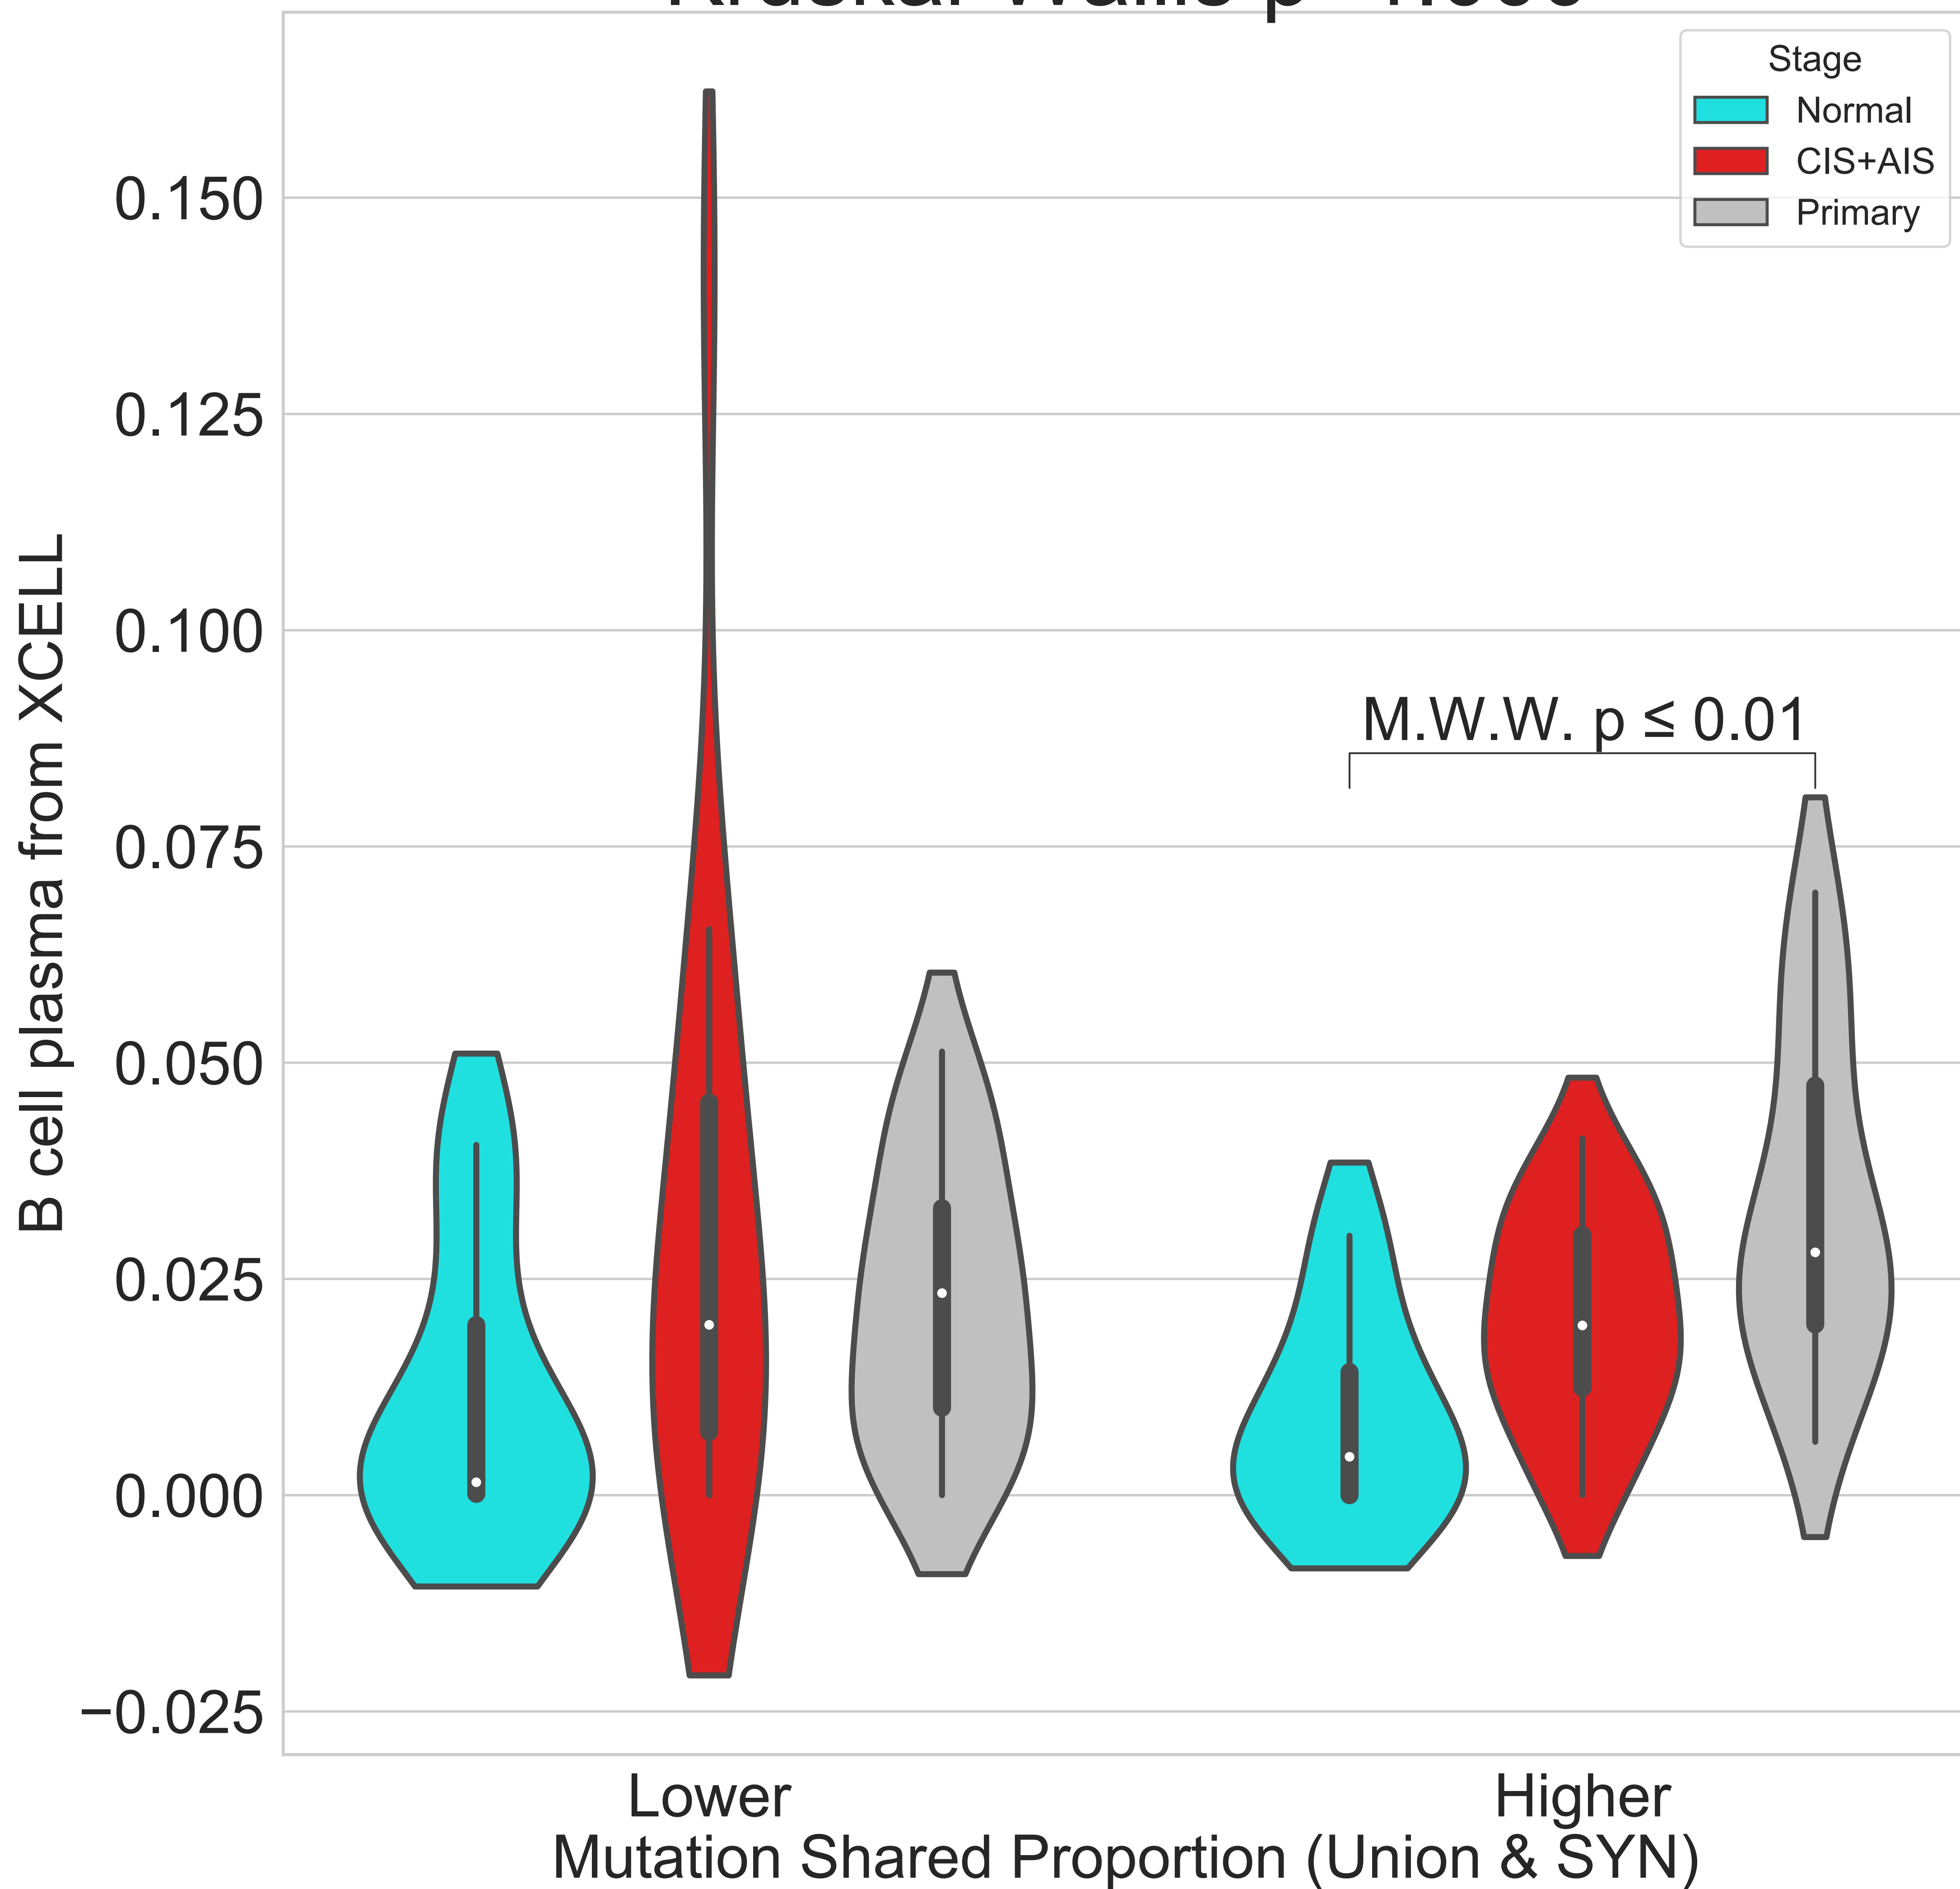 Stage
Normal
CIS+AIS
Primary
0.150
0.125
0.100
0.075
0.050
0.025
0.000
−0.025
B cell plasma from XCELL
M.W.W. p ≤ 0.01
Lower
Higher
Mutation Shared Proportion (Union & SYN)